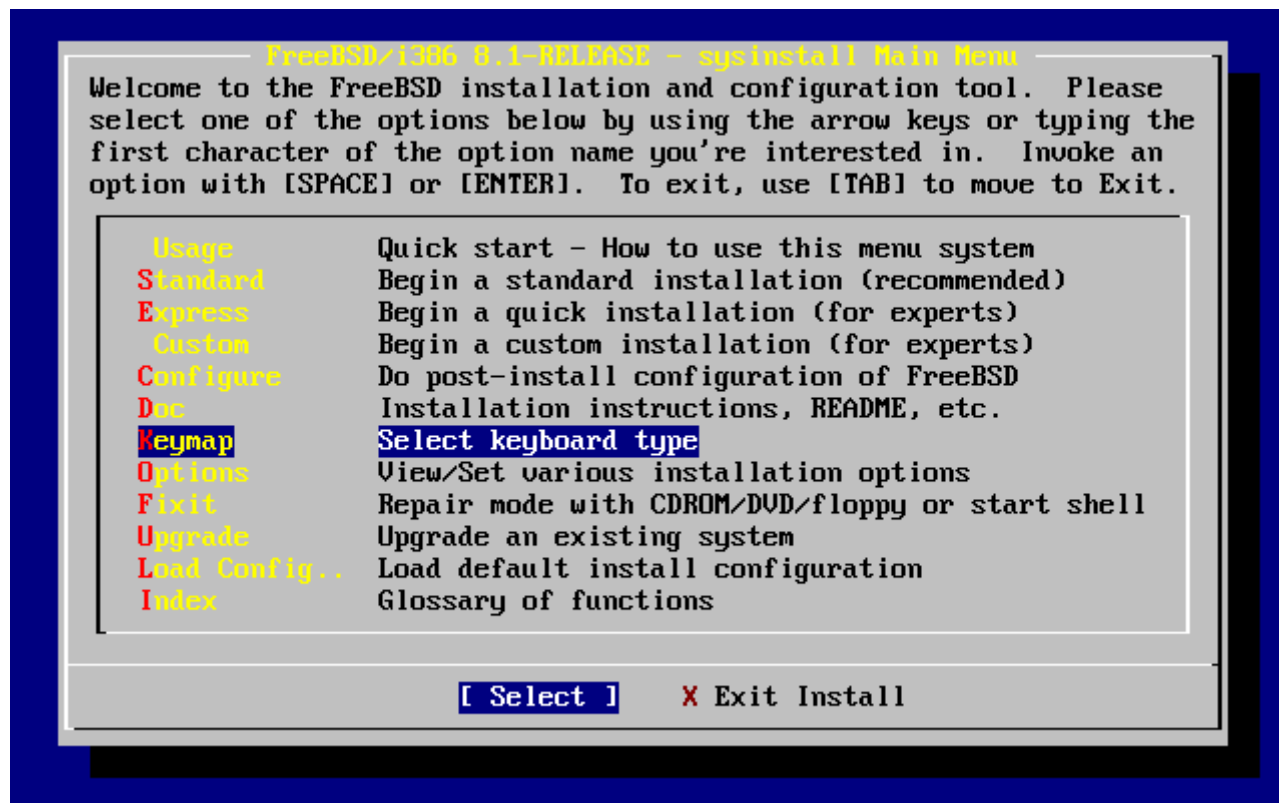 FreeBSD/i386 8.1-RELEASE - sysinstall Main Menu
Welcome to the FreeBSD installation and configuration tool.  Please
select one of the options below by using the arrow keys or typing the
first character of the option name you're interested in.  Invoke an
option with [SPACE] or [ENTER].  To exit, use [TAB] to move to Exit.
Usage Quick start - How to use this menu system
Standard Begin a standard installation (recommended)
Express Begin a quick installation (for experts)
Custom Begin a custom installation (for experts)
Configure Do post-install configuration of FreeBSD
Doc Installation instructions, README, etc.
Keymap Select keyboard type
Options View/Set various installation options
Fixit Repair mode with CDROM/DVD/floppy or start shell
Upgrade Upgrade an existing system
Load Config.. Load default install configuration
Index Glossary of functions
[ Select ] X Exit Install